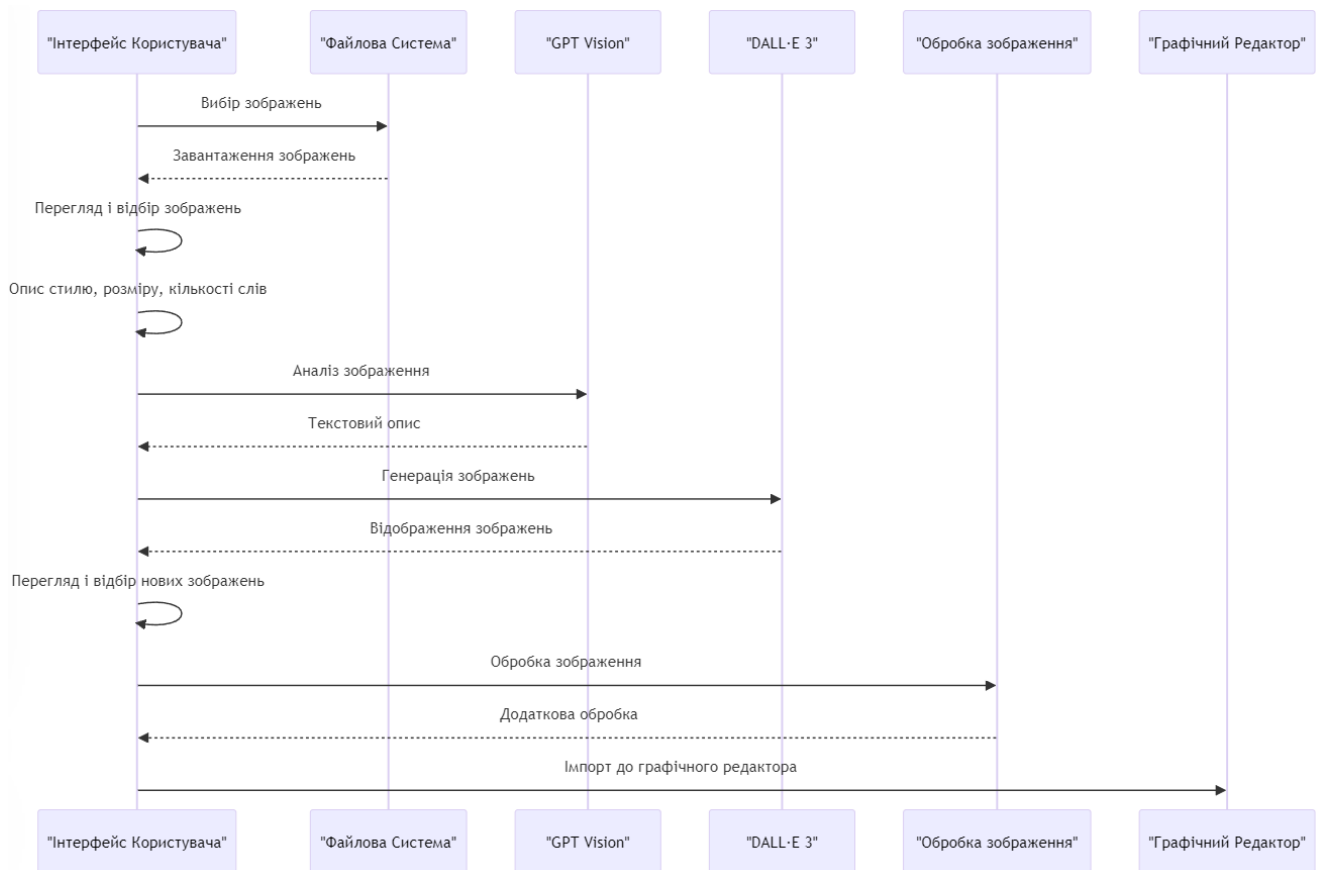 "Інтерфейс Користувача" "Файлова Система" "GPT Vision" "DALL·E 3" "Обробка зображення" "Графічний Редактор"
Вибір зображень
Завантаження зображень
Перегляд і відбір зображень
Опис стилю, розміру, кількості слів
Аналіз зображення
Текстовий опис
Генерація зображень
Відображення зображень
Перегляд і відбір нових зображень
Обробка зображення
Додаткова обробка
Імпорт до графічного редактора
"Інтерфейс Користувача" "Файлова Система" "GPT Vision" "DALL·E 3" "Обробка зображення" "Графічний Редактор"